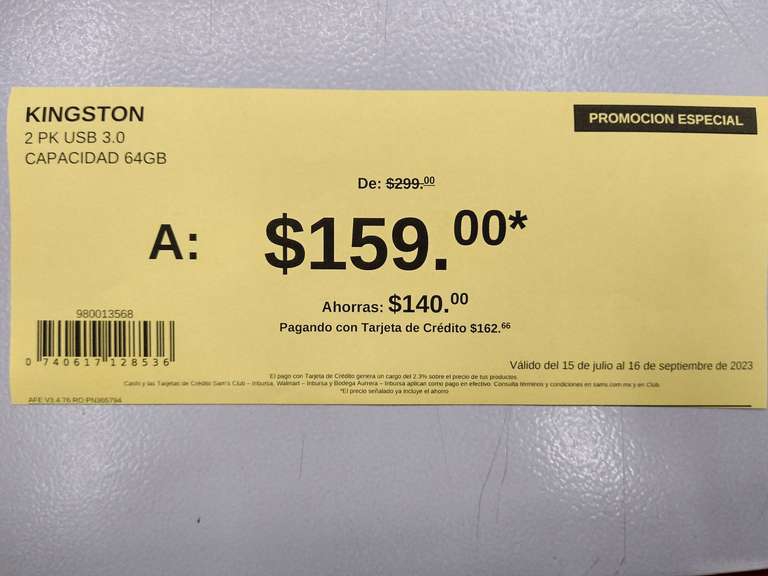 KINGSTON
PROMOCION ESPECIAL
2 PK USB 3.0
CAPACIDAD 64GB
De: $299.00
A: $159.00*
Ahorras: $140.00
Pagando con Tarjeta de Crédito $162.66
980013568
0 740617 128536
Válido del 15 de julio al 16 de septiembre de 2023
El pago con Tarjeta de Crédito genera un cargo del 2.3% sobre el precio de tus productos.
Cashi y las Tarjetas de Crédito Sam's Club – Inbursa, Walmart – Inbursa y Bodega Aurrera – Inbursa aplican como pago en efectivo. Consulta términos y condiciones en sams.com.mx y en Club.
*El precio señalado ya incluye el ahorro
AFE V3.4.76 RO:PN365794